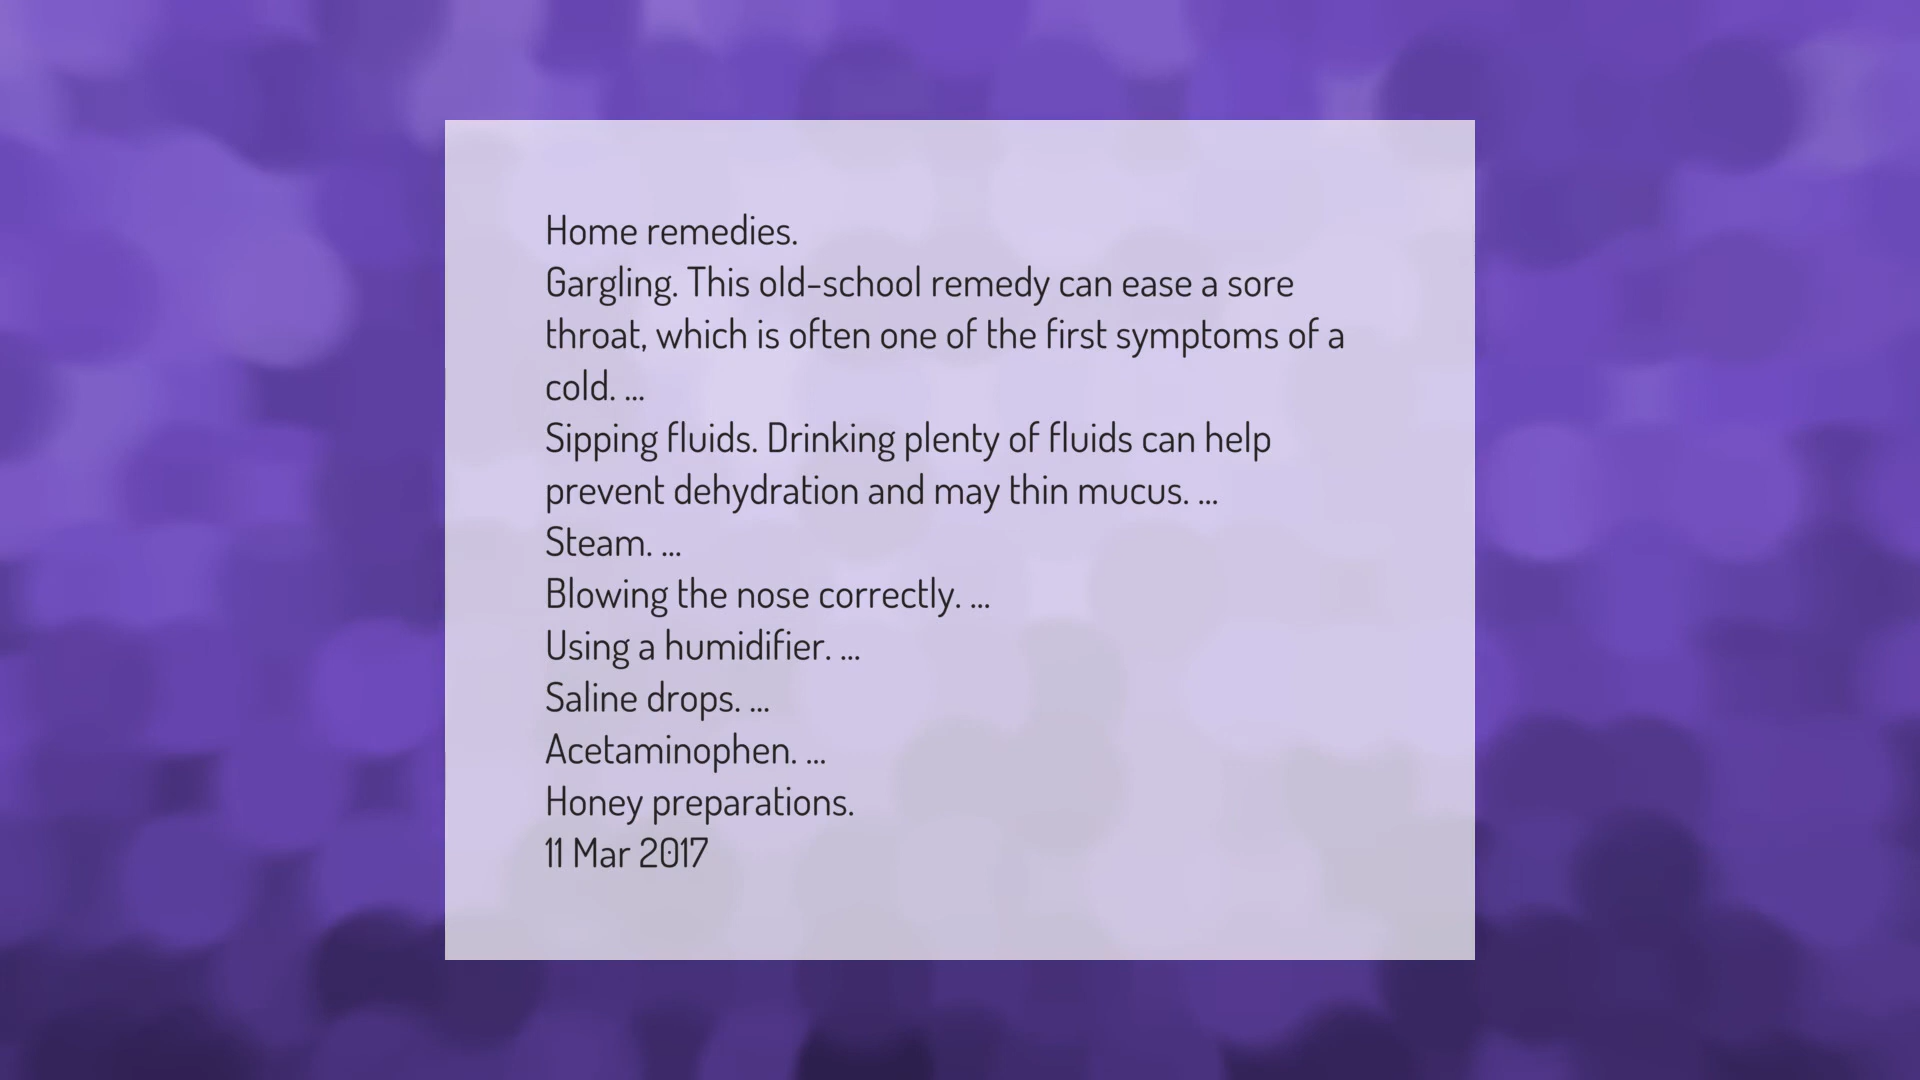 Home remedies.
Gargling. This old-school remedy can ease a sore
throat, which is often one of the first symptoms of a
cold. ...
Sipping fluids. Drinking plenty of fluids can help
prevent dehydration and may thin mucus. ...
Steam. ...
Blowing the nose correctly. ...
Using a humidifier. ...
Saline drops. ...
Acetaminophen. ...
Honey preparations.
11 Mar 2017